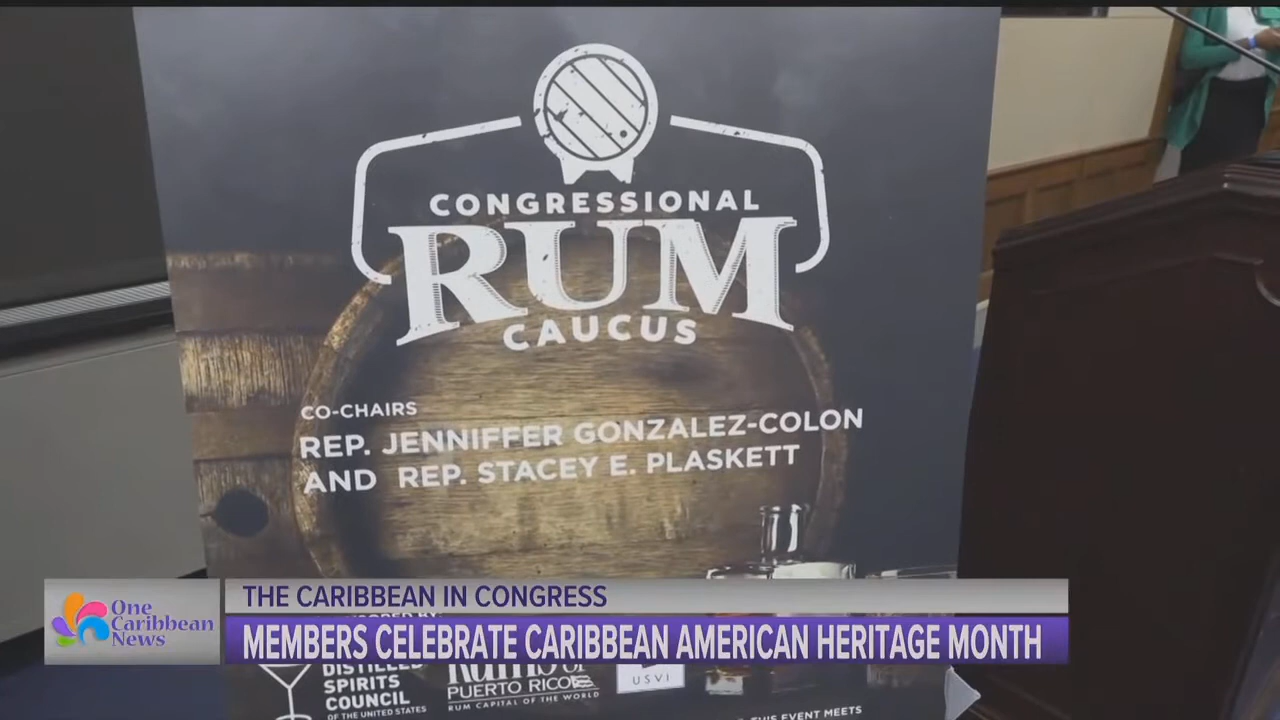 CONGRESSIONAL
RUM
CAUCUS
CO-CHAIRS
REP. JENNIFFER GONZALEZ-COLON
AND REP. STACEY E. PLASKETT
THE CARIBBEAN IN CONGRESS
MEMBERS CELEBRATE CARIBBEAN AMERICAN HERITAGE MONTH
One
Caribbean
News
DISTILLED
SPIRITS
COUNCIL
OF THE UNITED STATES
Rums of
PUERTO RICO
RUM CAPITAL OF THE WORLD
USVI
THIS EVENT MEETS